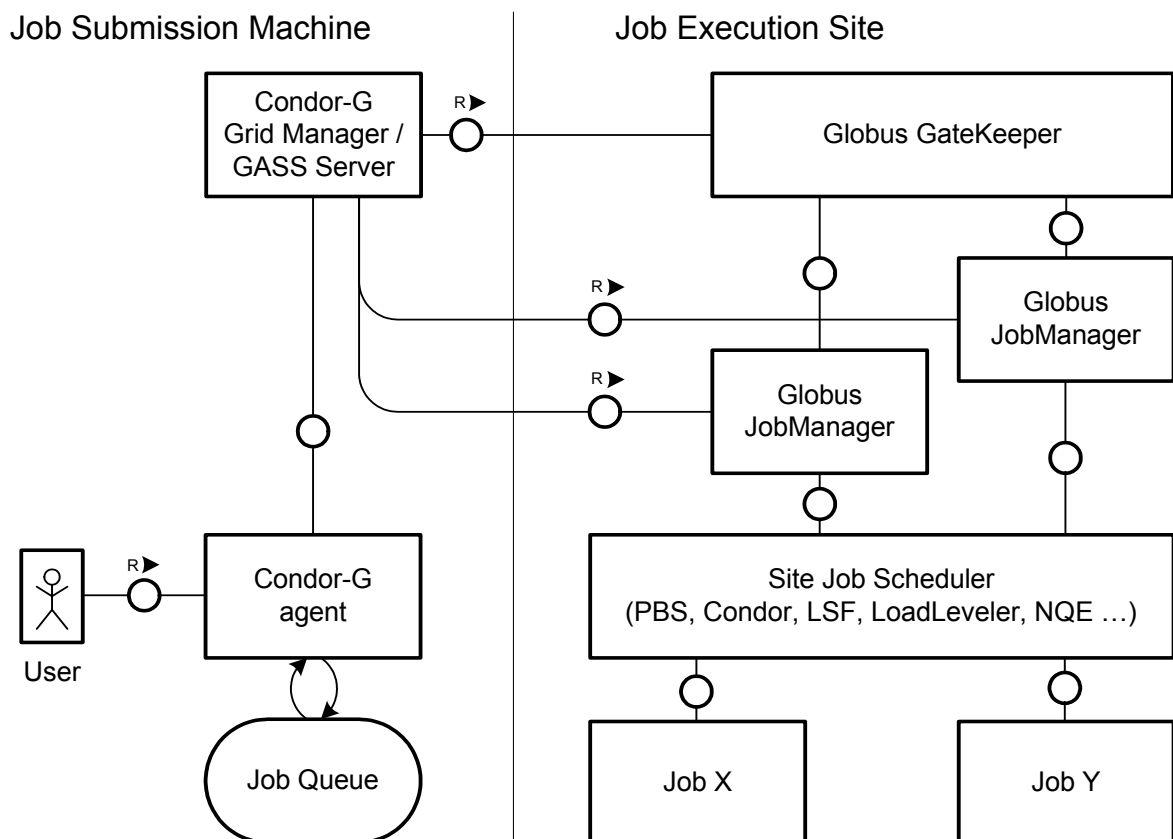 Job Submission Machine
Job Execution Site
Condor-G
Grid Manager /
GASS Server
R
Globus GateKeeper
R
Globus
JobManager
R
Globus
JobManager
R
User
Condor-G
agent
Site Job Scheduler
(PBS, Condor, LSF, LoadLeveler, NQE …)
Job Queue
Job X
Job Y